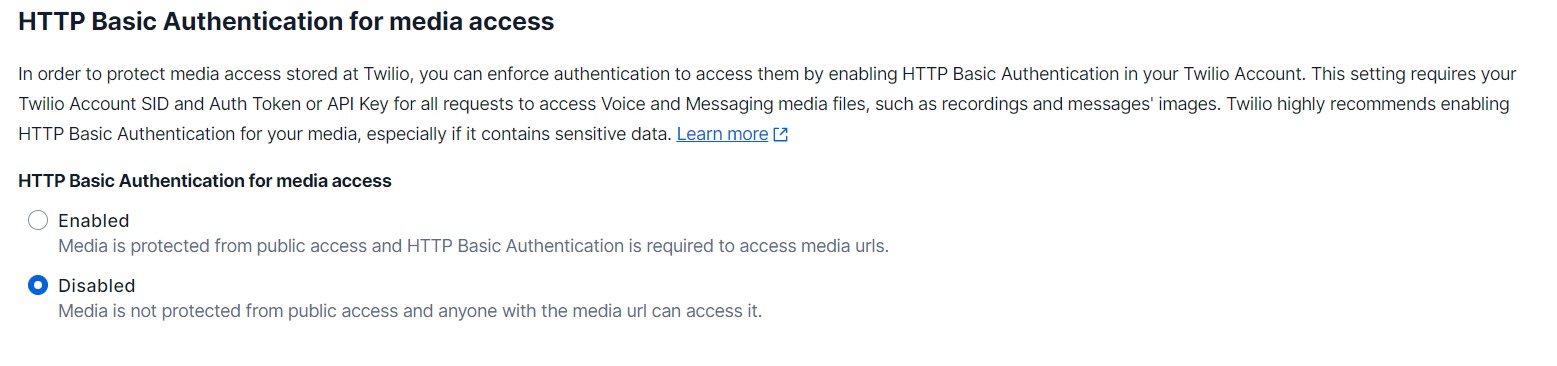 HTTP Basic Authentication for media access
In order to protect media access stored at Twilio, you can enforce authentication to access them by enabling HTTP Basic Authentication in your Twilio Account. This setting requires your
Twilio Account SID and Auth Token or API Key for all requests to access Voice and Messaging media files, such as recordings and messages' images. Twilio highly recommends enabling
HTTP Basic Authentication for your media, especially if it contains sensitive data. Learn more
HTTP Basic Authentication for media access
Enabled
Media is protected from public access and HTTP Basic Authentication is required to access media urls.
Disabled
Media is not protected from public access and anyone with the media url can access it.